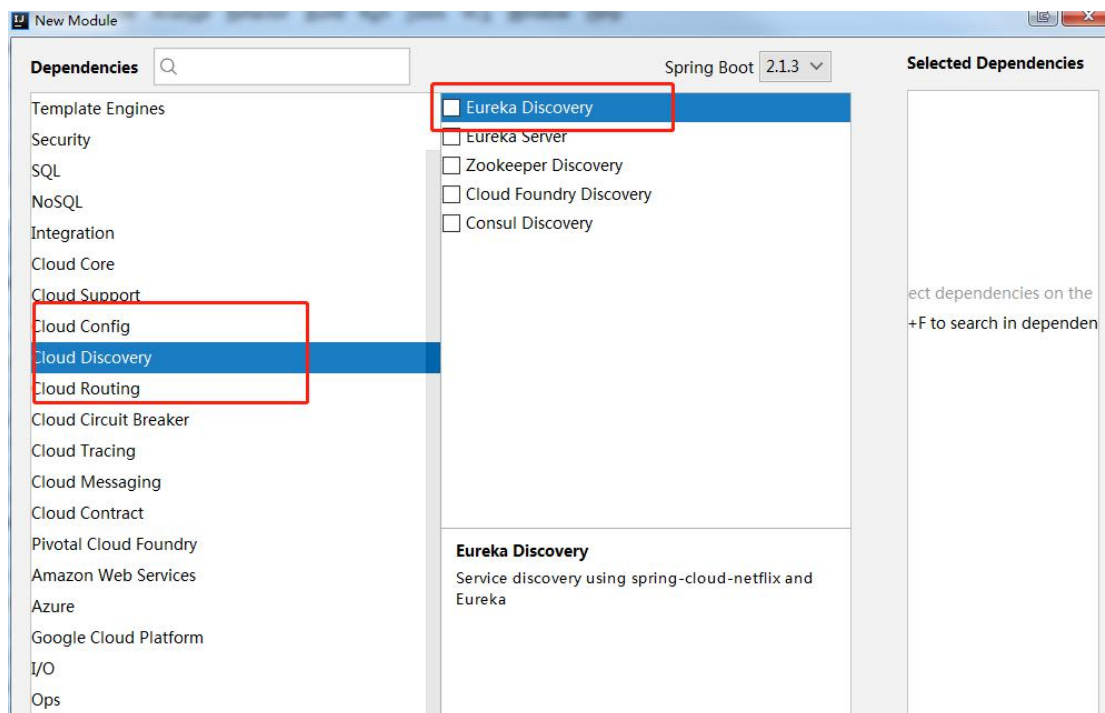 New Module
Dependencies
Spring Boot 2.1.3
Selected Dependencies
Template Engines
Security
SQL
NoSQL
Integration
Cloud Core
Cloud Support
Cloud Config
Cloud Discovery
Cloud Routing
Cloud Circuit Breaker
Cloud Tracing
Cloud Messaging
Cloud Contract
Pivotal Cloud Foundry
Amazon Web Services
Azure
Google Cloud Platform
I/O
Ops
Eureka Discovery
Eureka Server
Zookeeper Discovery
Cloud Foundry Discovery
Consul Discovery
Eureka Discovery
Service discovery using spring-cloud-netflix and
Eureka
ect dependencies on the
+F to search in dependen